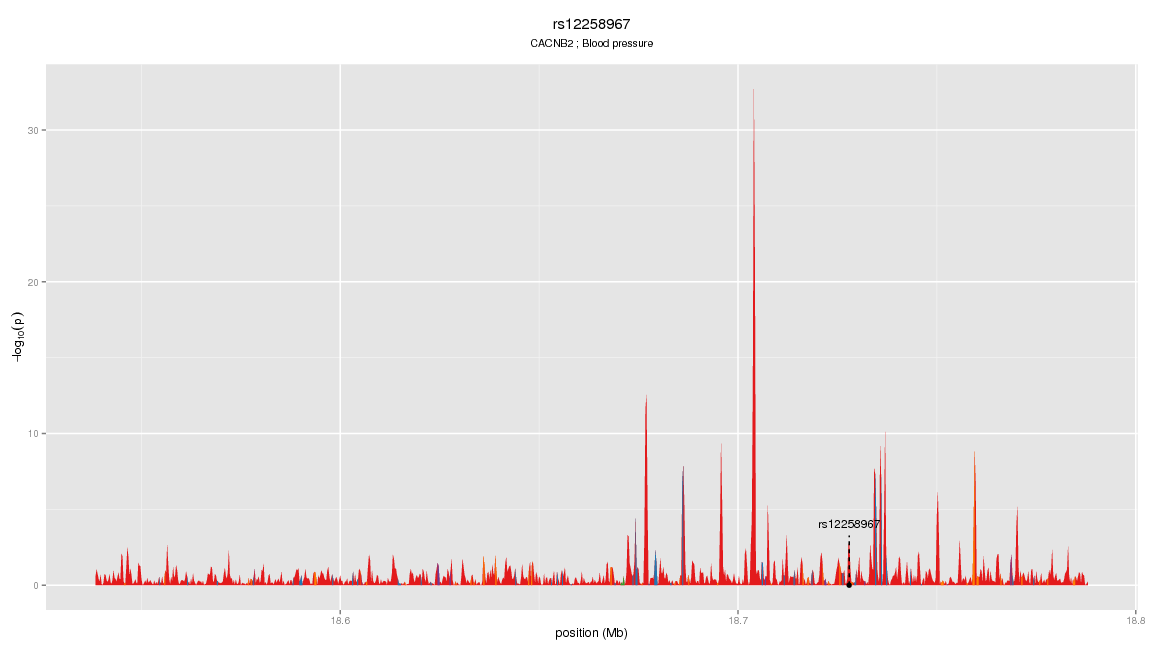 rs12258967
CACNB2 ; Blood pressure
30
20
10
0
−log10(p)
rs12258967
18.6
18.7
18.8
position (Mb)